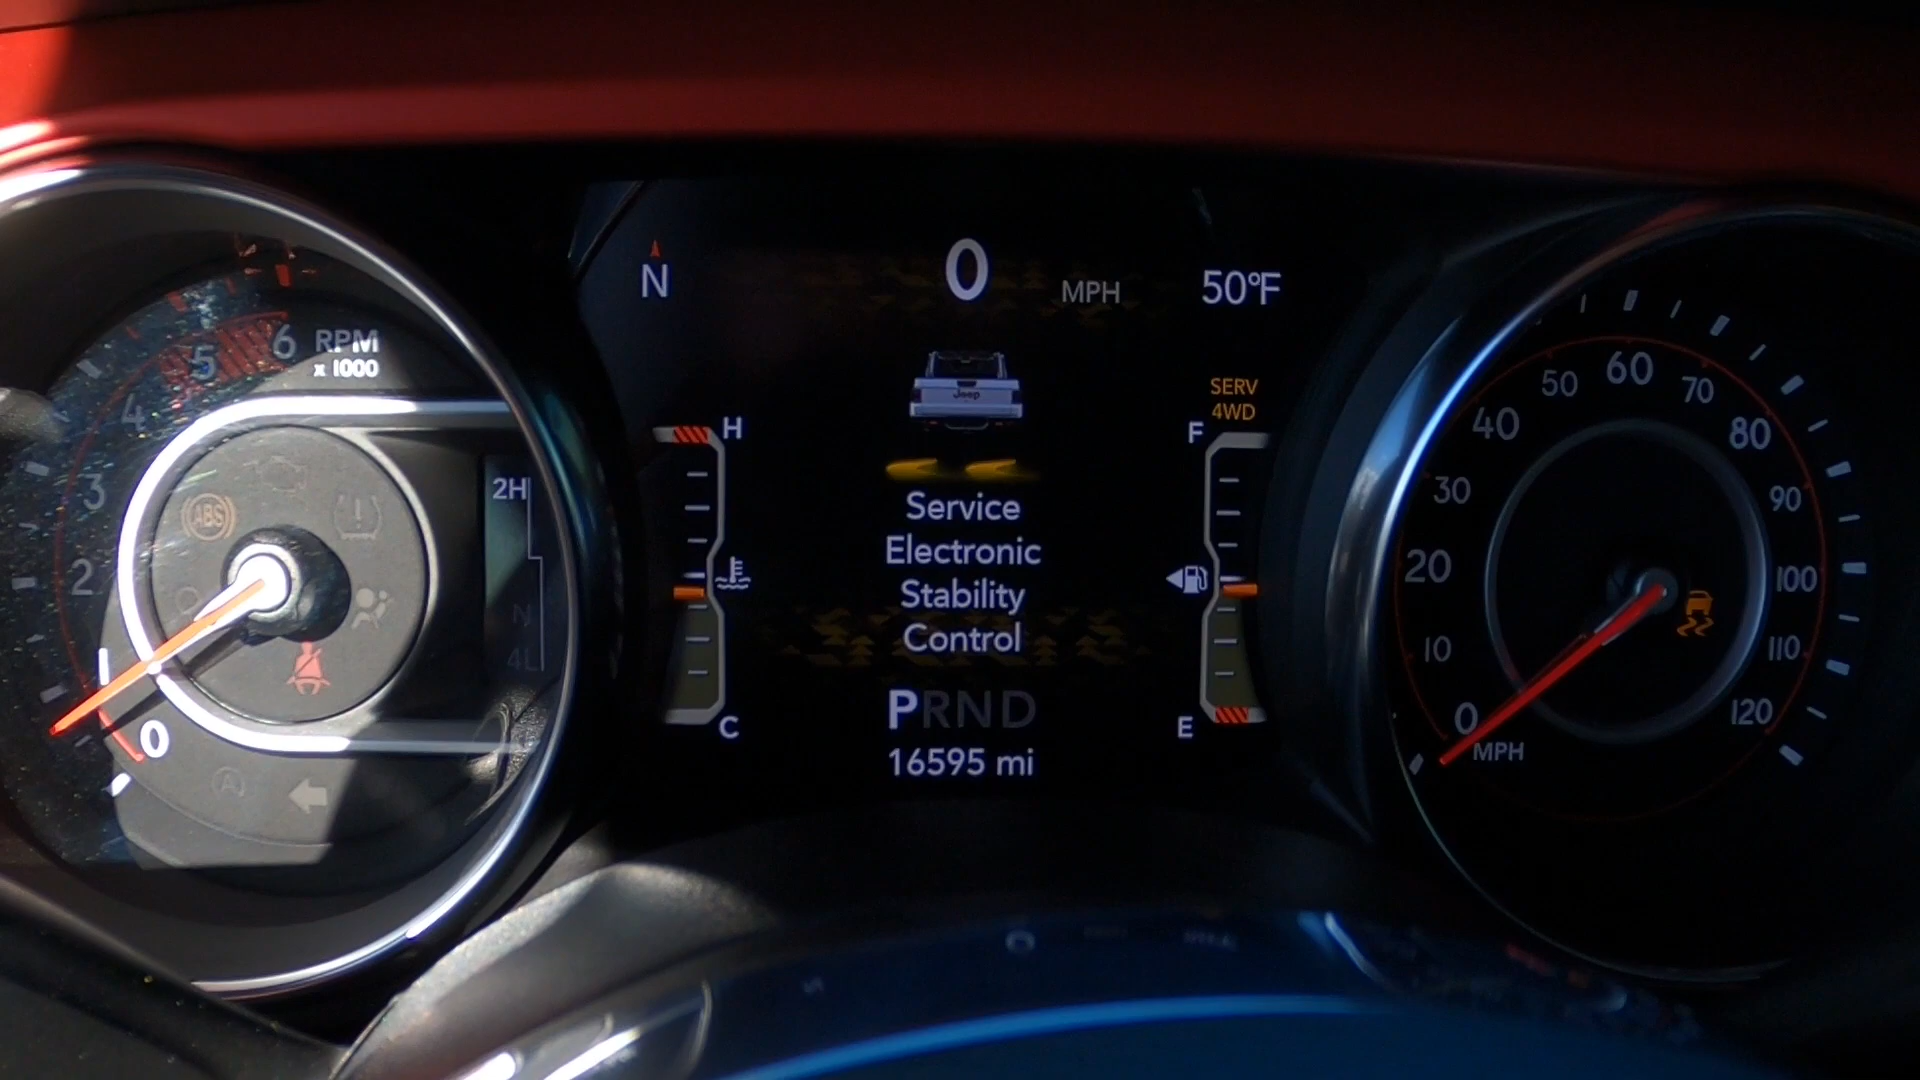 N
0
MPH
50°F
6
5
4
3
2
1
0
RPM
x 1000
ABS
2H
N
4L
A
H
C
Jeep
SERV
4WD
F
E
Service
Electronic
Stability
Control
PRND
16595 mi
0
10
20
30
40
50
60
70
80
90
100
110
120
MPH